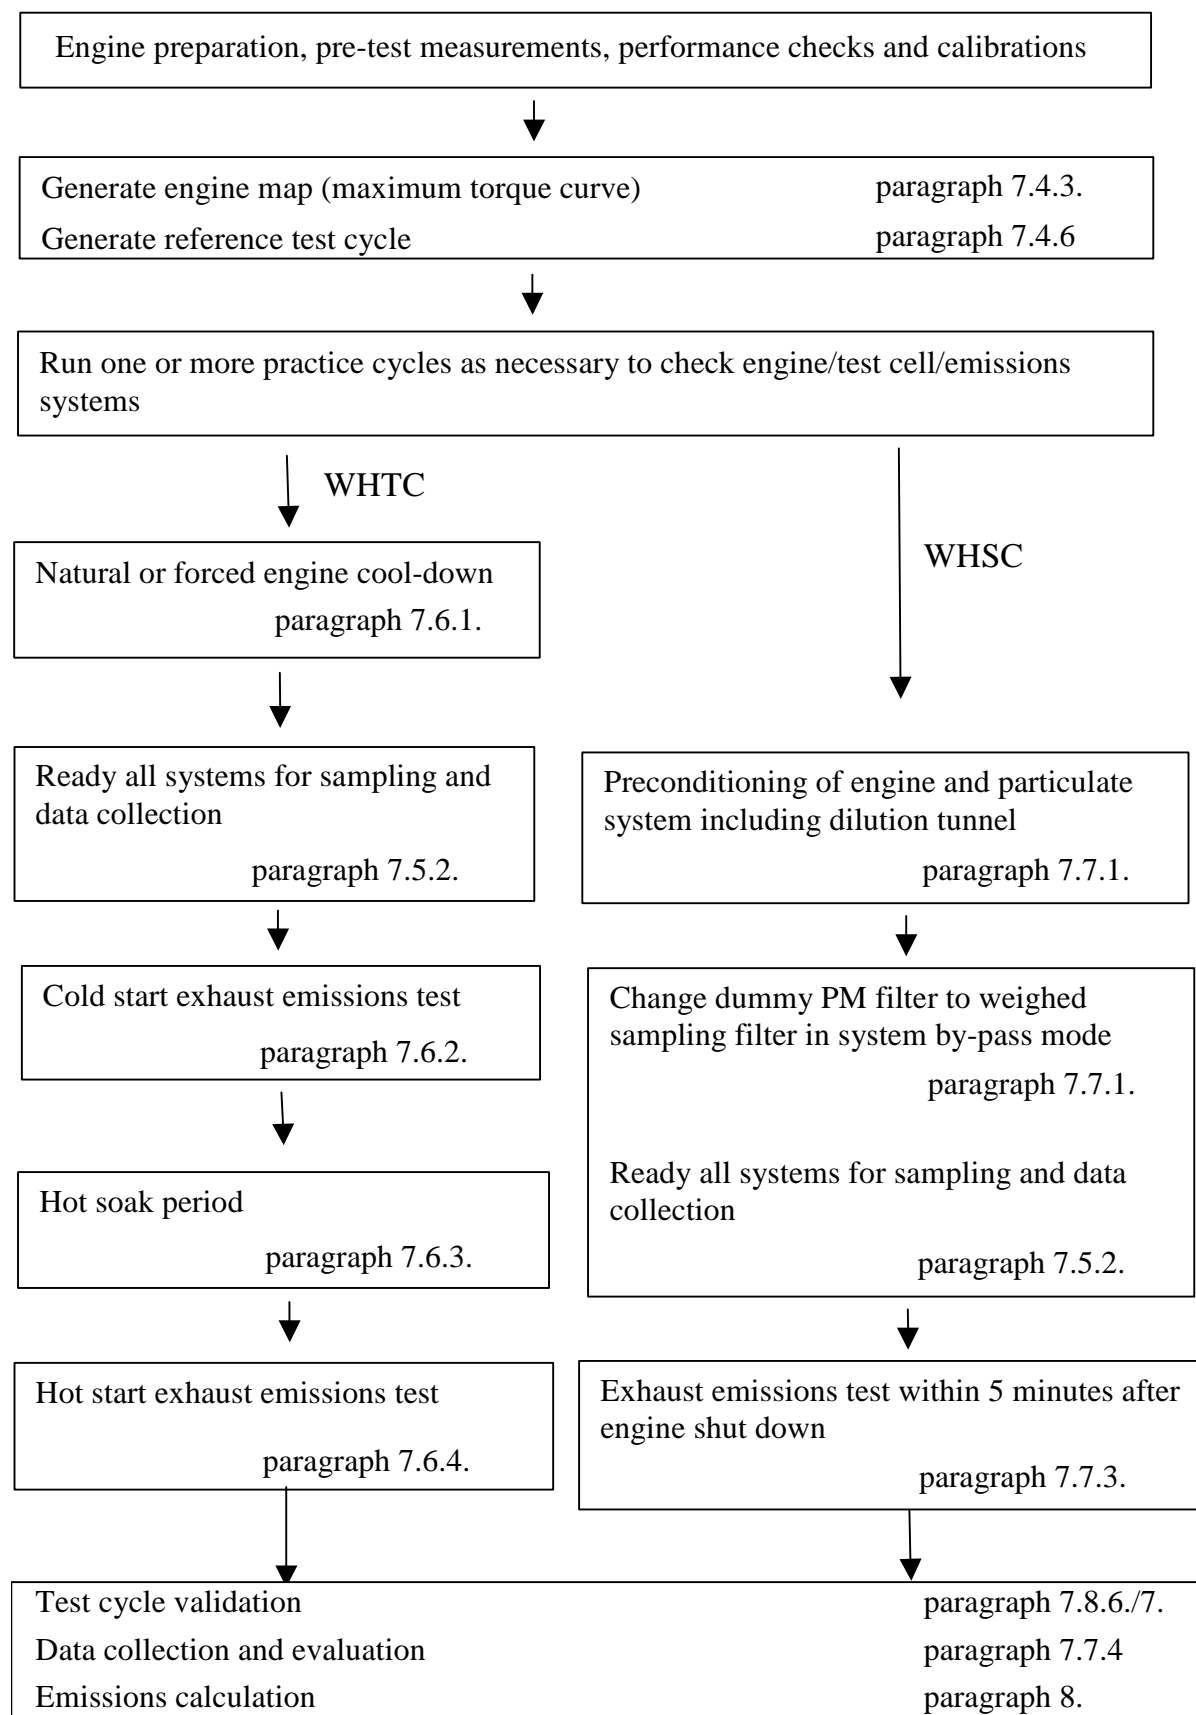 Engine preparation, pre-test measurements, performance checks and calibrations
Generate engine map (maximum torque curve) paragraph 7.4.3.
Generate reference test cycle paragraph 7.4.6
Run one or more practice cycles as necessary to check engine/test cell/emissions
systems
WHTC
Natural or forced engine cool-down
paragraph 7.6.1.
Ready all systems for sampling and
data collection
paragraph 7.5.2.
Cold start exhaust emissions test
paragraph 7.6.2.
Hot soak period
paragraph 7.6.3.
Hot start exhaust emissions test
paragraph 7.6.4.
WHSC
Preconditioning of engine and particulate
system including dilution tunnel
paragraph 7.7.1.
Change dummy PM filter to weighed
sampling filter in system by-pass mode
paragraph 7.7.1.
Ready all systems for sampling and data
collection
paragraph 7.5.2.
Exhaust emissions test within 5 minutes after
engine shut down
paragraph 7.7.3.
Test cycle validation paragraph 7.8.6./7.
Data collection and evaluation paragraph 7.7.4
Emissions calculation paragraph 8.